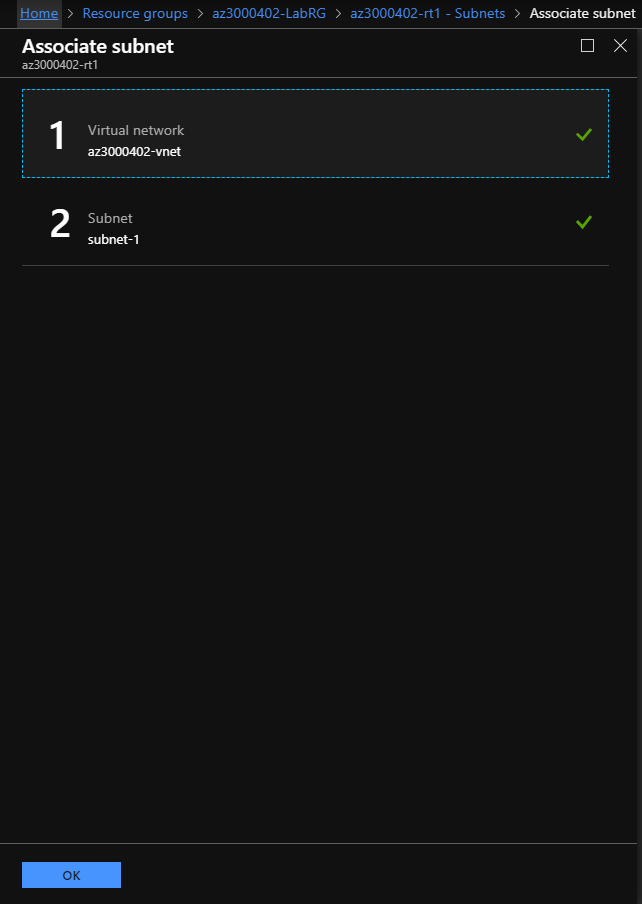 Home > Resource groups > az3000402-LabRG > az3000402-rt1 - Subnets > Associate subnet
Associate subnet
az3000402-rt1
1
Virtual network
az3000402-vnet
2
Subnet
subnet-1
OK